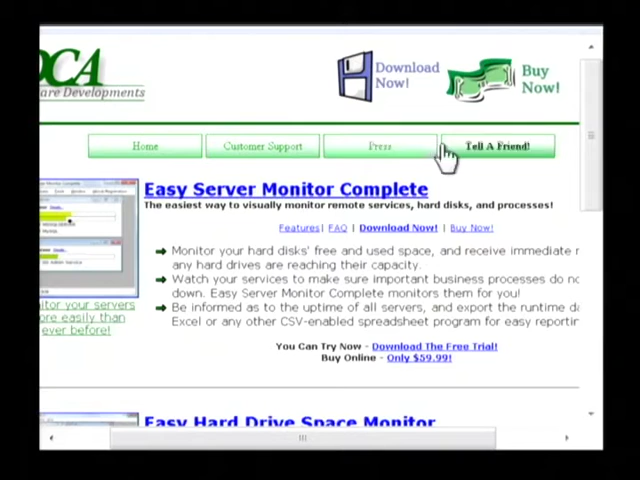 OCA
are Developments
Download Now!
Buy Now!
Home
Customer Support
Press
Tell A Friend!
Easy Server Monitor Complete
The easiest way to visually monitor remote services, hard disks, and processes!
Features| FAQ | Download Now! | Buy Now!
Monitor your hard disks' free and used space, and receive immediate
any hard drives are reaching their capacity.
Watch your services to make sure important business processes do
down. Easy Server Monitor Complete monitors them for you!
Be informed as to the uptime of all servers, and export the runtime
Excel or any other CSV-enabled spreadsheet program for easy
itor your servers
ore easily than
ever before!
You Can Try Now - Download The Free Trial!
Buy Online - Only $59.99!
Easy Hard Drive Space Monitor